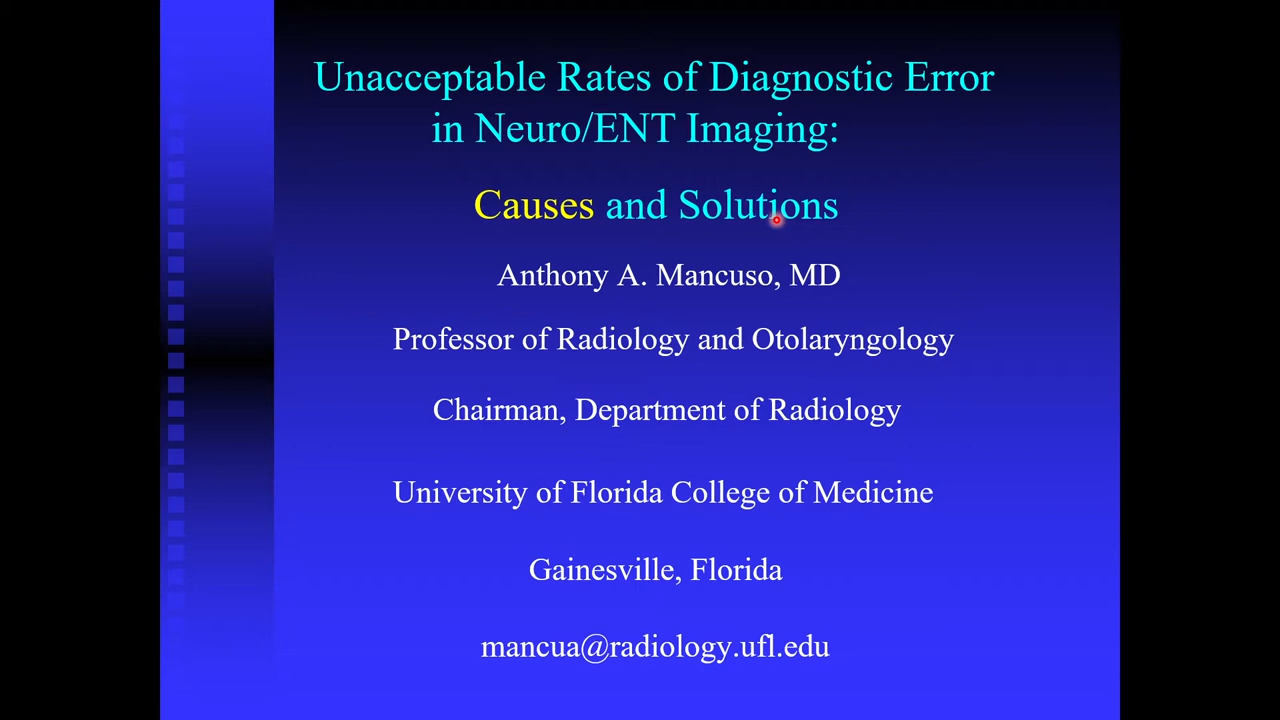 Unacceptable Rates of Diagnostic Error
in Neuro/ENT Imaging:
Causes and Solutions
Anthony A. Mancuso, MD
Professor of Radiology and Otolaryngology
Chairman, Department of Radiology
University of Florida College of Medicine
Gainesville, Florida
mancua@radiology.ufl.edu